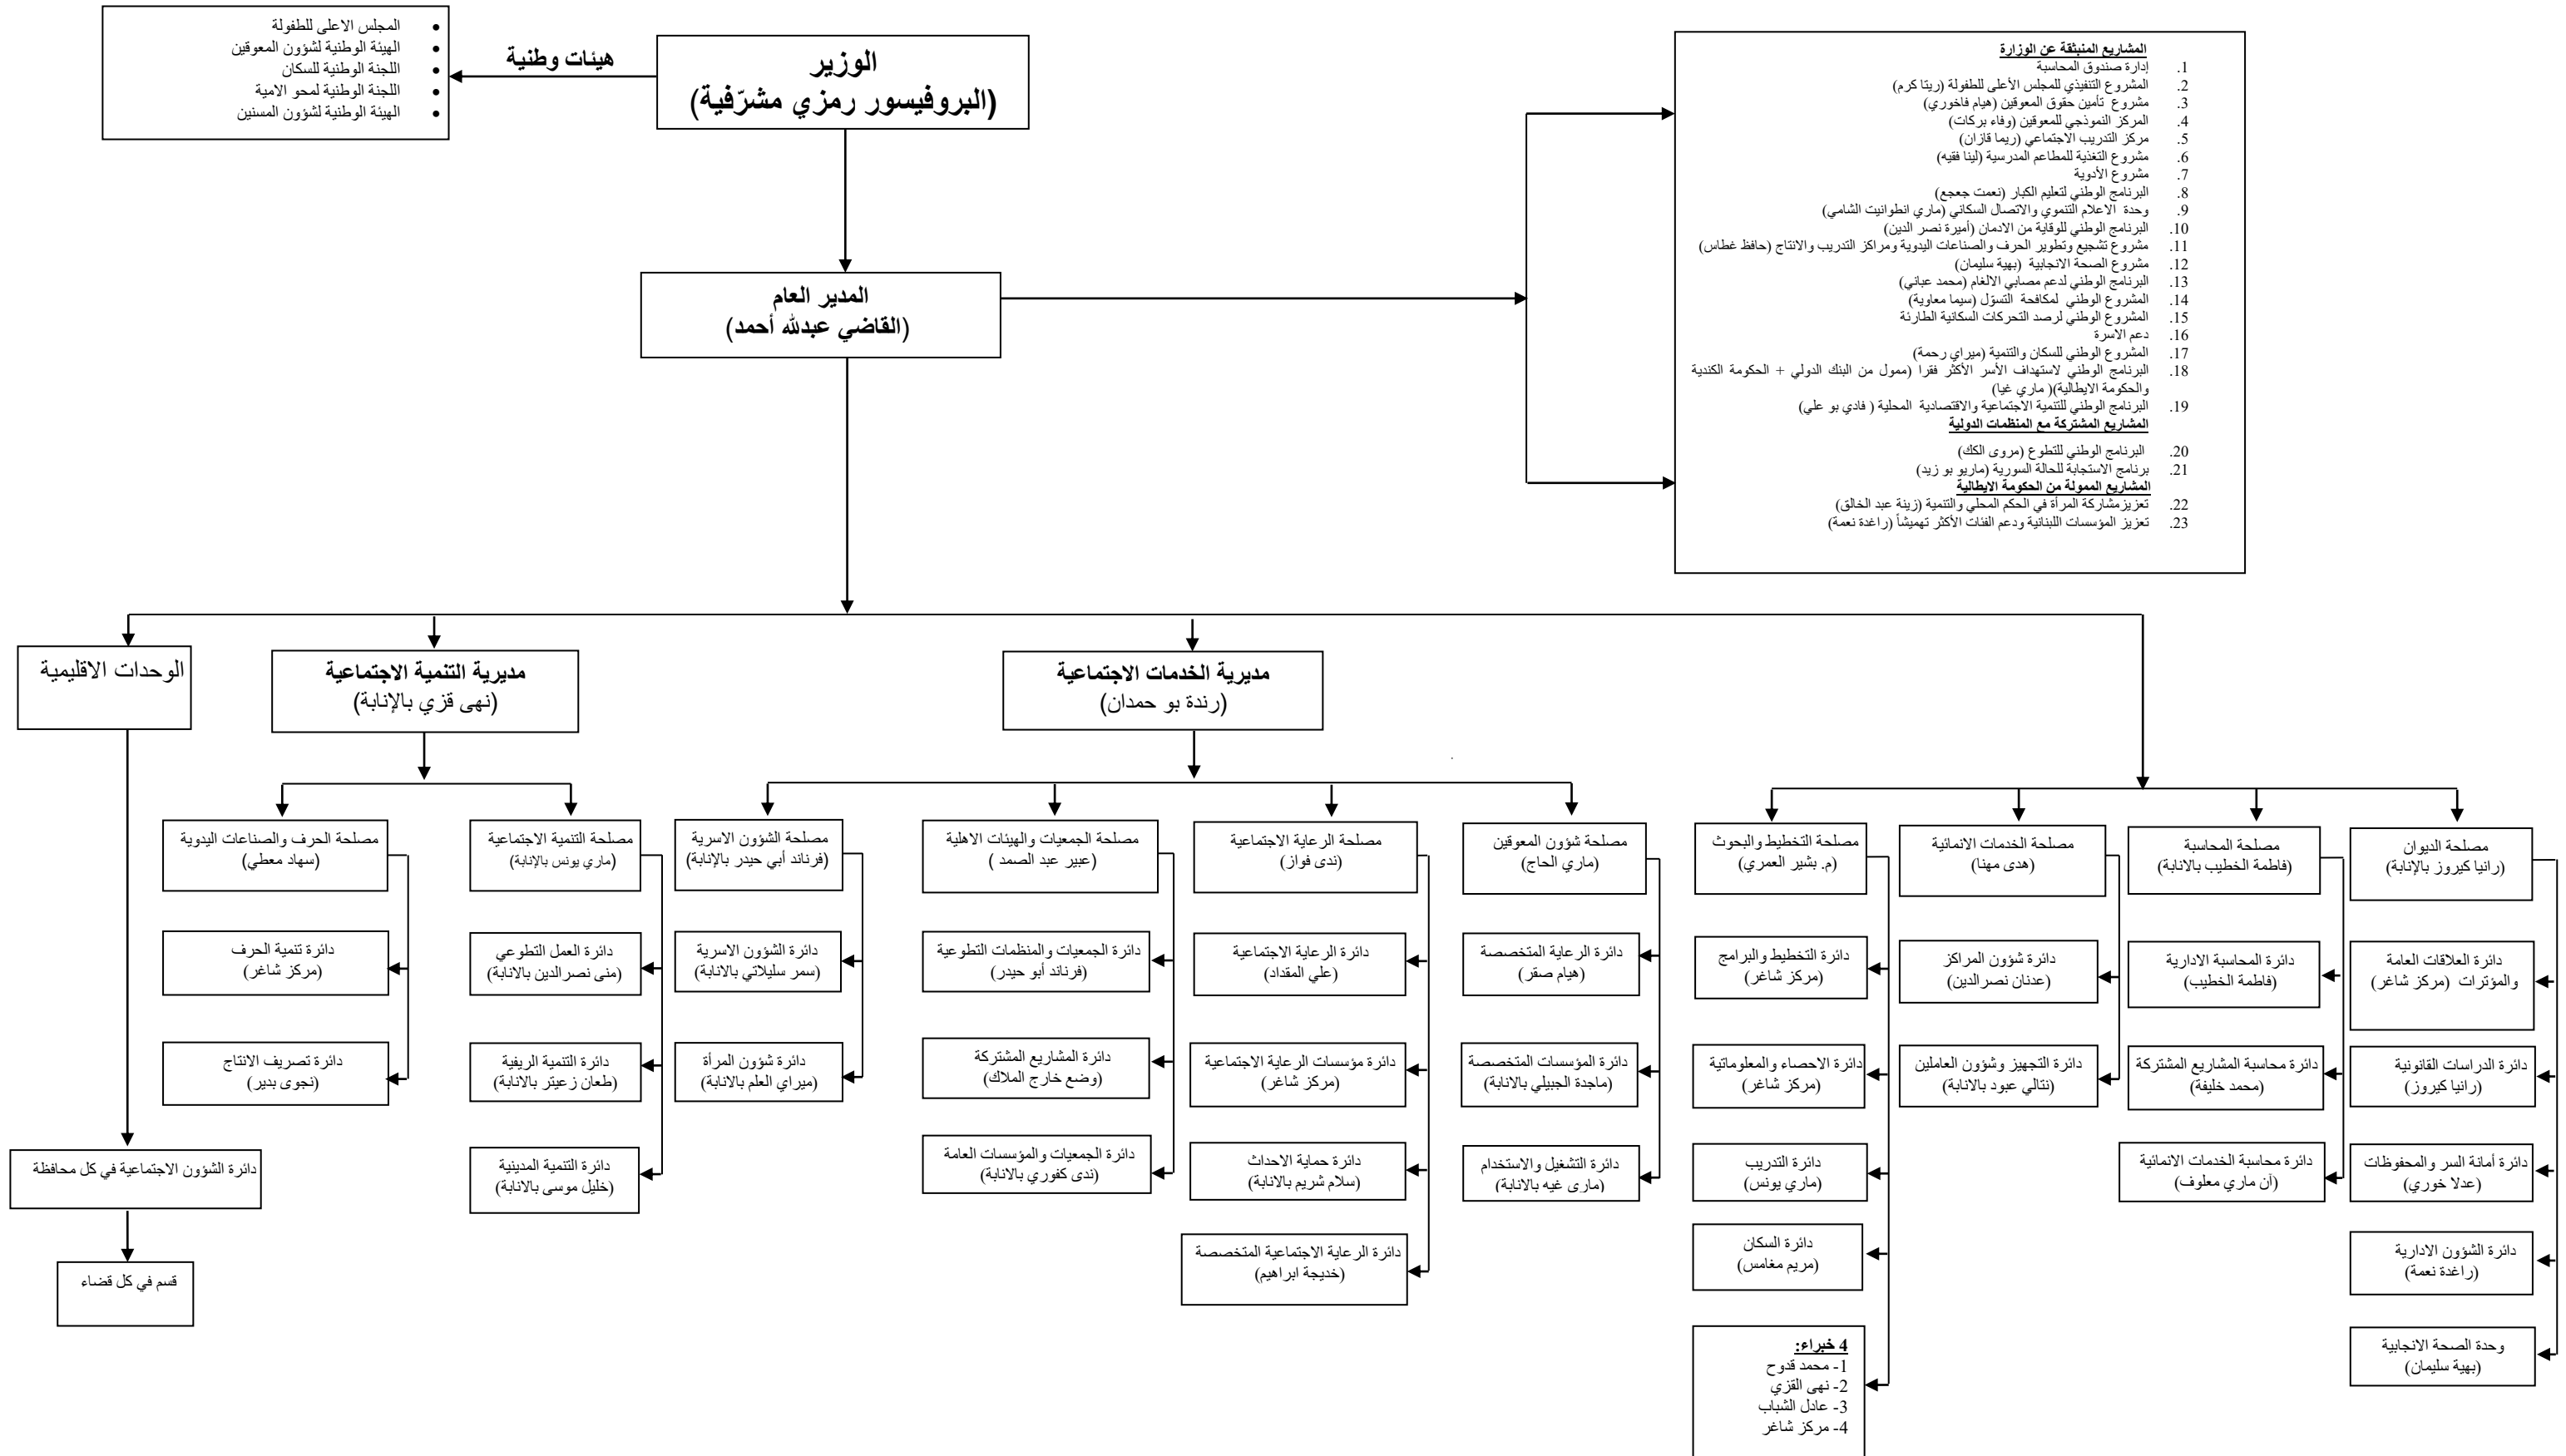 المجلس الاعلى للطفولة
الهيئة الوطنية لشؤون المعوقين
اللجنة الوطنية للسكان
اللجنة الوطنية لمحو الامية
الهيئة الوطنية لشؤون المسنين
هيئات وطنية
الوزير
(البروفيسور رمزي مشرّفية)
المشاريع المنبثقة عن الوزارة
1. إدارة صندوق المحاسبة
2. المشروع التنفيذي للمجلس الأعلى للطفولة (ريتا كرم)
3. مشروع تأمين حقوق المعوقين (هيام فاخوري)
4. المركز النموذجي للمعوقين (وفاء بركات)
5. مركز التدريب الاجتماعي (ريما قازان)
6. مشروع التغذية للمطاعم المدرسية (لينا فقيه)
7. مشروع الأدوية
8. البرنامج الوطني لتعليم الكبار (نعمت جعجع)
9. وحدة الاعلام التنموي والاتصال السكاني (ماري انطوانيت الشامي)
10. البرنامج الوطني للوقاية من الادمان (أميرة نصر الدين)
11. مشروع تشجيع وتطوير الحرف والصناعات اليدوية ومراكز التدريب والانتاج (حافظ غطاس)
12. مشروع الصحة الانجابية (بهية سليمان)
13. البرنامج الوطني لدعم مصابي الالغام (محمد عباني)
14. المشروع الوطني لمكافحة التسوّل (سيما معاوية)
15. المشروع الوطني لرصد التحركات السكانية الطارئة
16. دعم الاسرة
17. المشروع الوطني للسكان والتنمية (ميراي رحمة)
18. البرنامج الوطني لاستهداف الأسر الأكثر فقرا (ممول من البنك الدولي + الحكومة الكندية
والحكومة الايطالية)( ماري غيا)
19. البرنامج الوطني للتنمية الاجتماعية والاقتصادية المحلية ( فادي بو علي)
المشاريع المشتركة مع المنظمات الدولية
20. البرنامج الوطني للتطوع (مروى الكك)
21. برنامج الاستجابة للحالة السورية (ماريو بو زيد)
المشاريع الممولة من الحكومة الايطالية
22. تعزيزمشاركة المرأة في الحكم المحلي والتنمية (زينة عبد الخالق)
23. تعزيز المؤسسات اللبنانية ودعم الفئات الأكثر تهميشاً (راغدة نعمة)
المدير العام
(القاضي عبدلله أحمد)
مديرية الخدمات الاجتماعية
(رندة بو حمدان)
مديرية التنمية الاجتماعية
(نهى قزي بالإنابة)
الوحدات الاقليمية
مصلحة الديوان
(رانيا كيروز بالإنابة)
دائرة العلاقات العامة
والمؤترات (مركز شاغر)
دائرة الدراسات القانونية
(رانيا كيروز)
دائرة أمانة السر والمحفوظات
(عدلا خوري)
دائرة الشؤون الادارية
(راغدة نعمة)
وحدة الصحة الانجابية
(بهية سليمان)
مصلحة المحاسبة
(فاطمة الخطيب بالانابة)
دائرة المحاسبة الادارية
(فاطمة الخطيب)
دائرة محاسبة المشاريع المشتركة
(محمد خليفة)
دائرة محاسبة الخدمات الانمائية
(آن ماري معلوف)
مصلحة الخدمات الانمائية
(هدى مهنا)
دائرة شؤون المراكز
(عدنان نصرالدين)
دائرة التجهيز وشؤون العاملين
(نتالي عبود بالانابة)
مصلحة التخطيط والبحوث
(م. بشير العمري)
دائرة التخطيط والبرامج
(مركز شاغر)
دائرة الاحصاء والمعلوماتية
(مركز شاغر)
دائرة التدريب
(ماري يونس)
دائرة السكان
(مريم مغامس)
4 خبراء:
1- محمد قدوح
2- نهى القزي
3- عادل الشباب
4- مركز شاغر
مصلحة شؤون المعوقين
(ماري الحاج)
دائرة الرعاية المتخصصة
(هيام صقر)
دائرة المؤسسات المتخصصة
(ماجدة الجبيلي بالانابة)
دائرة التشغيل والاستخدام
(ماري غيه بالانابة)
مصلحة الرعاية الاجتماعية
(ندى فواز)
دائرة الرعاية الاجتماعية
(علي المقداد)
دائرة مؤسسات الرعاية الاجتماعية
(مركز شاغر)
دائرة حماية الاحداث
(سلام شريم بالانابة)
دائرة الرعاية الاجتماعية المتخصصة
(خديجة ابراهيم)
مصلحة الجمعيات والهيئات الاهلية
(عبير عبد الصمد )
دائرة الجمعيات والمنظمات التطوعية
(فرناند أبو حيدر)
دائرة المشاريع المشتركة
(وضع خارج الملاك)
دائرة الجمعيات والمؤسسات العامة
(ندى كفوري بالانابة)
مصلحة الشؤون الاسرية
(فرناند أبي حيدر بالإنابة)
دائرة الشؤون الاسرية
(سمر سليلاتي بالانابة)
دائرة شؤون المرأة
(ميراي العلم بالانابة)
مصلحة التنمية الاجتماعية
(ماري يونس بالإنابة)
دائرة العمل التطوعي
(منى نصرالدين بالانابة)
دائرة التنمية الريفية
(طعان زعيتر بالانابة)
دائرة التنمية المدينية
(خليل موسى بالانابة)
مصلحة الحرف والصناعات اليدوية
(سهاد معطي)
دائرة تنمية الحرف
(مركز شاغر)
دائرة تصريف الانتاج
(نجوى بدير)
دائرة الشؤون الاجتماعية في كل محافظة
قسم في كل قضاء